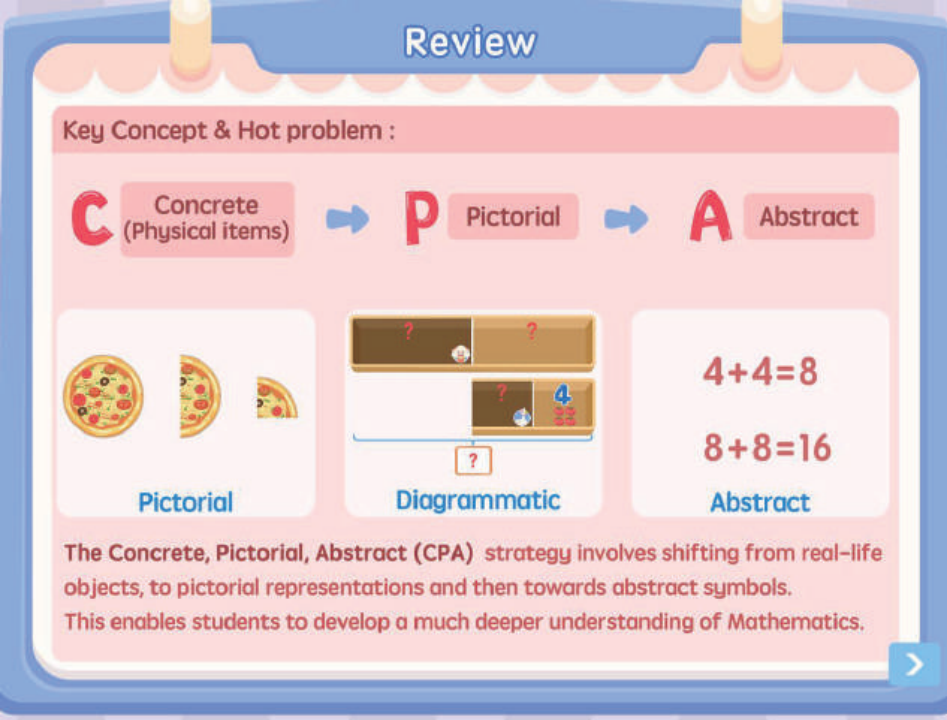 Review
Key Concept & Hot problem :
C
Concrete
(Physical items)
P
Pictorial
A
Abstract
? ?
? 4
?
4+4=8
8+8=16
Pictorial
Diagrammatic
Abstract
The Concrete, Pictorial, Abstract (CPA) strategy involves shifting from real-life
objects, to pictorial representations and then towards abstract symbols.
This enables students to develop a much deeper understanding of Mathematics.